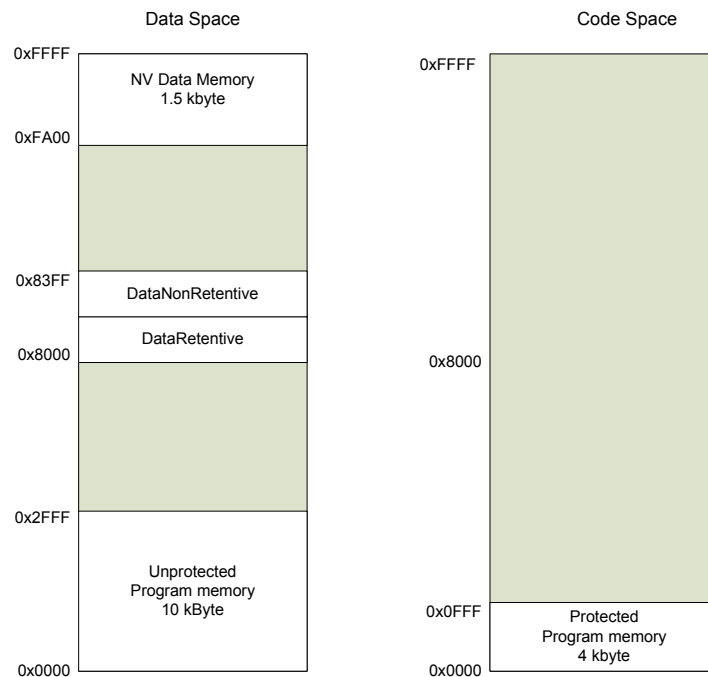 Data Space
0xFFFF
NV Data Memory
1.5 kbyte
0xFA00
0x83FF
DataNonRetentive
DataRetentive
0x8000
0x2FFF
Unprotected
Program memory
10 kByte
0x0000
Code Space
0xFFFF
0x8000
0x0FFF
Protected
Program memory
4 kbyte
0x0000